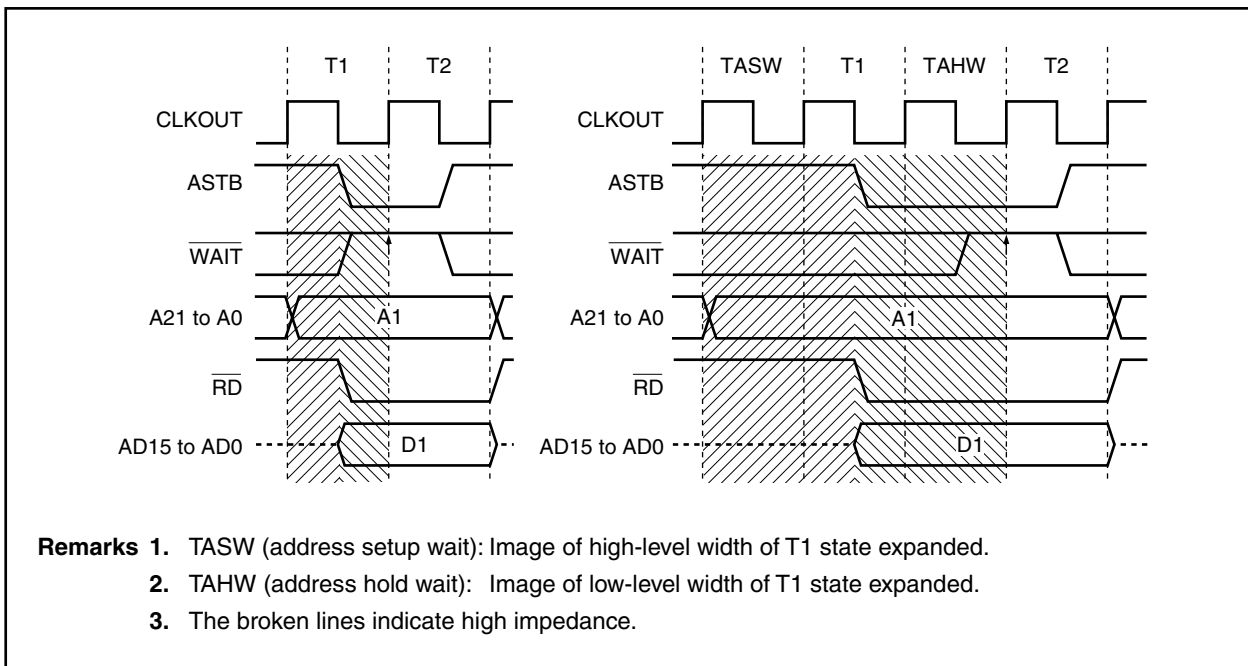 T1 T2
CLKOUT
ASTB
WAIT
A21 to A0 A1
RD
AD15 to AD0 D1
TASW T1 TAHW T2
CLKOUT
ASTB
WAIT
A21 to A0 A1
RD
AD15 to AD0 D1
Remarks 1. TASW (address setup wait): Image of high-level width of T1 state expanded.
2. TAHW (address hold wait): Image of low-level width of T1 state expanded.
3. The broken lines indicate high impedance.